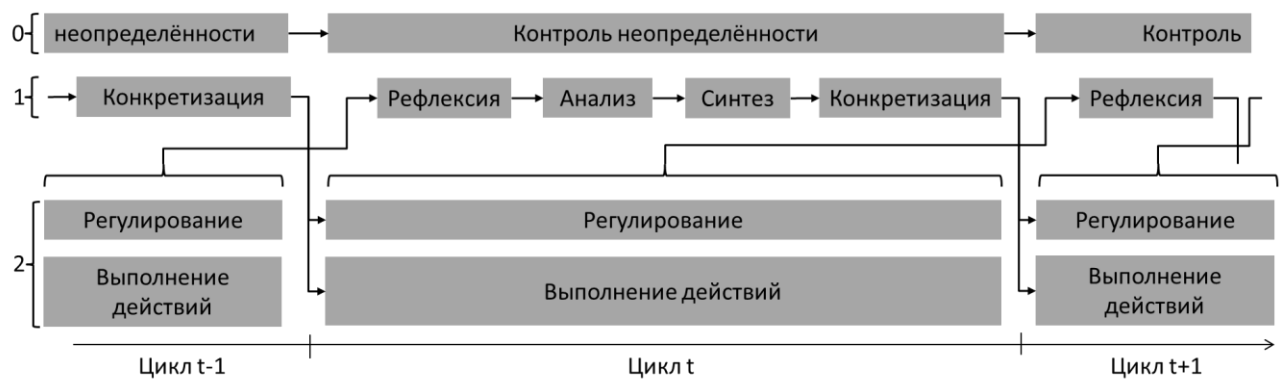 0 неопределённости Контроль неопределённости Контроль
1 Конкретизация Рефлексия Анализ Синтез Конкретизация Рефлексия
Регулирование Регулирование Регулирование
2
Выполнение
действий
Выполнение действий
Выполнение
действий
Цикл t-1 Цикл t Цикл t+1